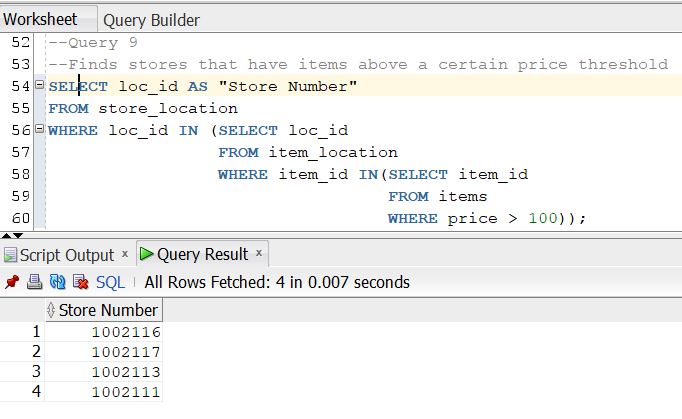 Worksheet Query Builder
52 --Query 9
53 --Finds stores that have items above a certain price threshold
54 SELECT loc_id AS "Store Number"
55 FROM store_location
56 WHERE loc_id IN (SELECT loc_id
57 FROM item_location
58 WHERE item_id IN(SELECT item_id
59 FROM items
60 WHERE price > 100));
Script Output x Query Result x
SQL All Rows Fetched: 4 in 0.007 seconds
Store Number
1 1002116
2 1002117
3 1002113
4 1002111